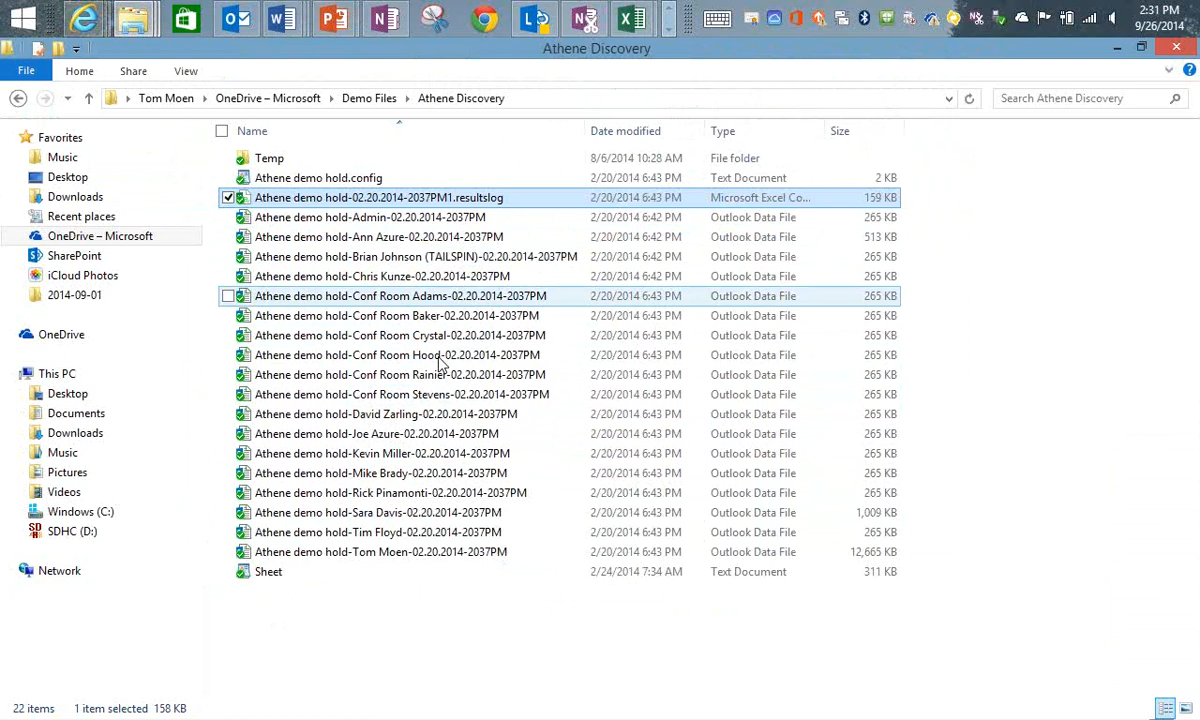 2:31 PM
9/26/2014
Athene Discovery
File Home Share View
Tom Moen OneDrive – Microsoft Demo Files Athene Discovery
Search Athene Discovery
Favorites
Music
Desktop
Downloads
Recent places
OneDrive – Microsoft
SharePoint
iCloud Photos
2014-09-01
OneDrive
This PC
Desktop
Documents
Downloads
Music
Pictures
Videos
Windows (C:)
SDHC (D:)
Network
Name Date modified Type Size
Temp 8/6/2014 10:28 AM File folder
Athene demo hold.config 2/20/2014 6:43 PM Text Document 2 KB
Athene demo hold-02.20.2014-2037PM1.resultslog 2/20/2014 6:43 PM Microsoft Excel Co... 159 KB
Athene demo hold-Admin-02.20.2014-2037PM 2/20/2014 6:42 PM Outlook Data File 265 KB
Athene demo hold-Ann Azure-02.20.2014-2037PM 2/20/2014 6:42 PM Outlook Data File 513 KB
Athene demo hold-Brian Johnson (TAILSPIN)-02.20.2014-2037PM 2/20/2014 6:42 PM Outlook Data File 265 KB
Athene demo hold-Chris Kunze-02.20.2014-2037PM 2/20/2014 6:42 PM Outlook Data File 265 KB
Athene demo hold-Conf Room Adams-02.20.2014-2037PM 2/20/2014 6:43 PM Outlook Data File 265 KB
Athene demo hold-Conf Room Baker-02.20.2014-2037PM 2/20/2014 6:43 PM Outlook Data File 265 KB
Athene demo hold-Conf Room Crystal-02.20.2014-2037PM 2/20/2014 6:43 PM Outlook Data File 265 KB
Athene demo hold-Conf Room Hood-02.20.2014-2037PM 2/20/2014 6:43 PM Outlook Data File 265 KB
Athene demo hold-Conf Room Rainier-02.20.2014-2037PM 2/20/2014 6:43 PM Outlook Data File 265 KB
Athene demo hold-Conf Room Stevens-02.20.2014-2037PM 2/20/2014 6:43 PM Outlook Data File 265 KB
Athene demo hold-David Zarling-02.20.2014-2037PM 2/20/2014 6:43 PM Outlook Data File 265 KB
Athene demo hold-Joe Azure-02.20.2014-2037PM 2/20/2014 6:43 PM Outlook Data File 265 KB
Athene demo hold-Kevin Miller-02.20.2014-2037PM 2/20/2014 6:43 PM Outlook Data File 265 KB
Athene demo hold-Mike Brady-02.20.2014-2037PM 2/20/2014 6:43 PM Outlook Data File 265 KB
Athene demo hold-Rick Pinamonti-02.20.2014-2037PM 2/20/2014 6:43 PM Outlook Data File 265 KB
Athene demo hold-Sara Davis-02.20.2014-2037PM 2/20/2014 6:43 PM Outlook Data File 1,009 KB
Athene demo hold-Tim Floyd-02.20.2014-2037PM 2/20/2014 6:43 PM Outlook Data File 265 KB
Athene demo hold-Tom Moen-02.20.2014-2037PM 2/20/2014 6:43 PM Outlook Data File 12,665 KB
Sheet 2/24/2014 7:34 AM Text Document 311 KB
22 items 1 item selected 158 KB